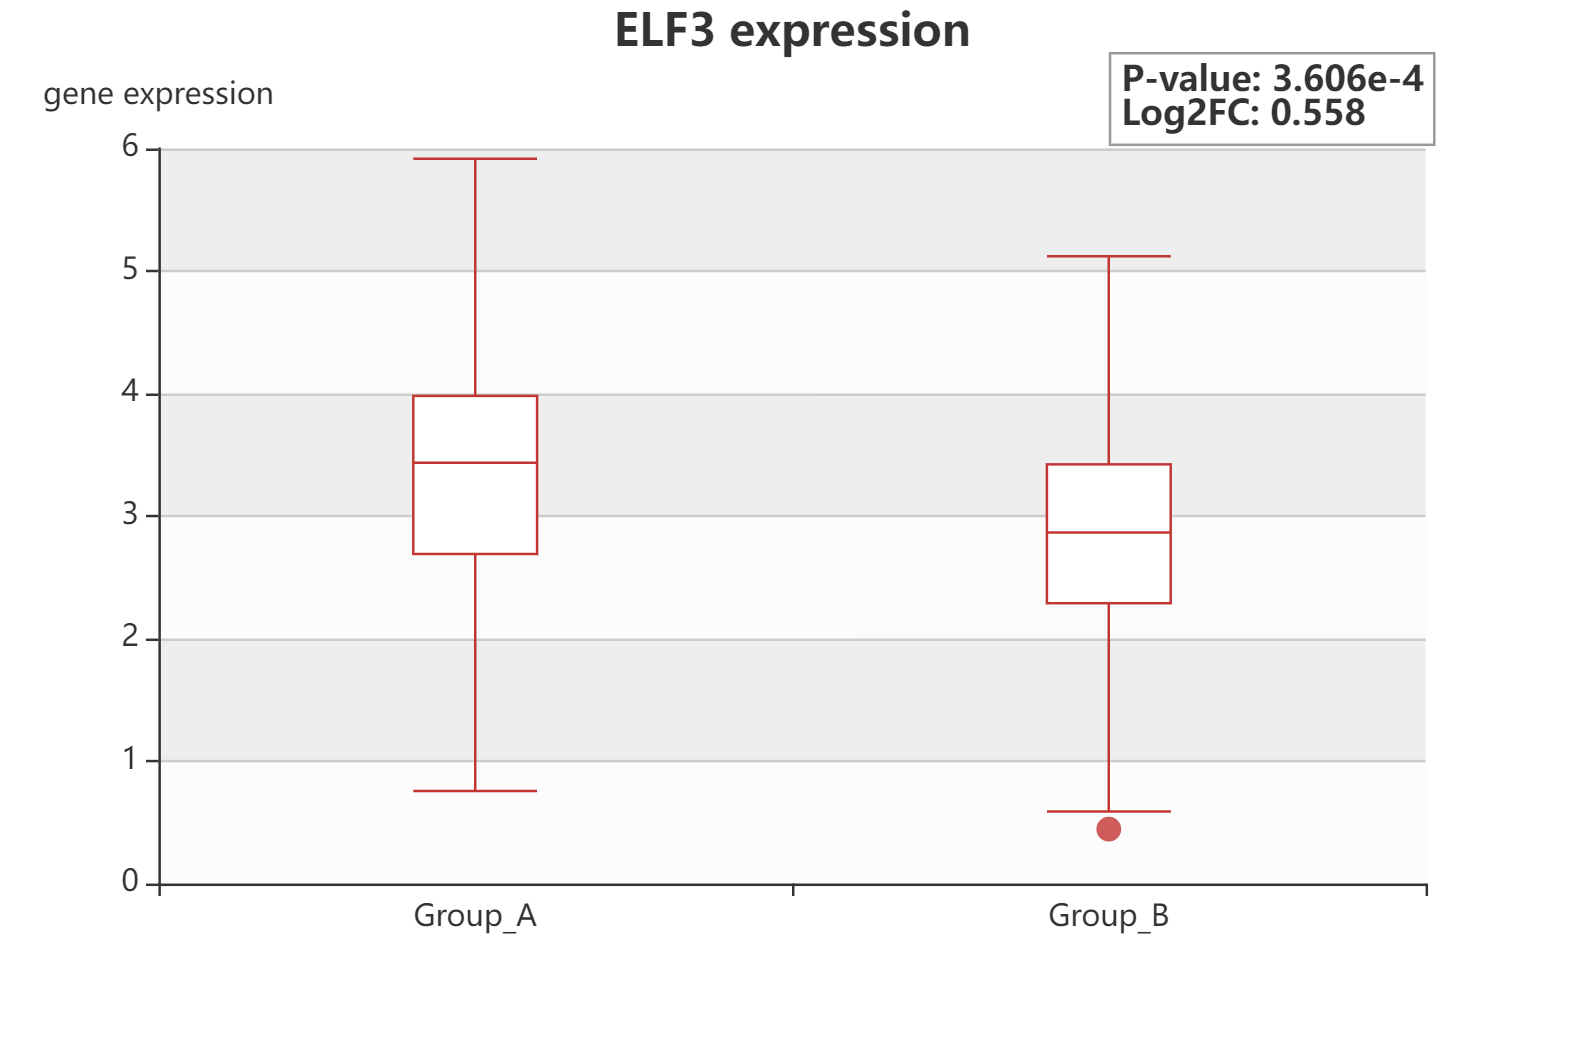 ELF3 expression
P-value: 3.606e-4
Log2FC: 0.558
gene expression
6
5
4
3
2
1
0
Group_A
Group_B